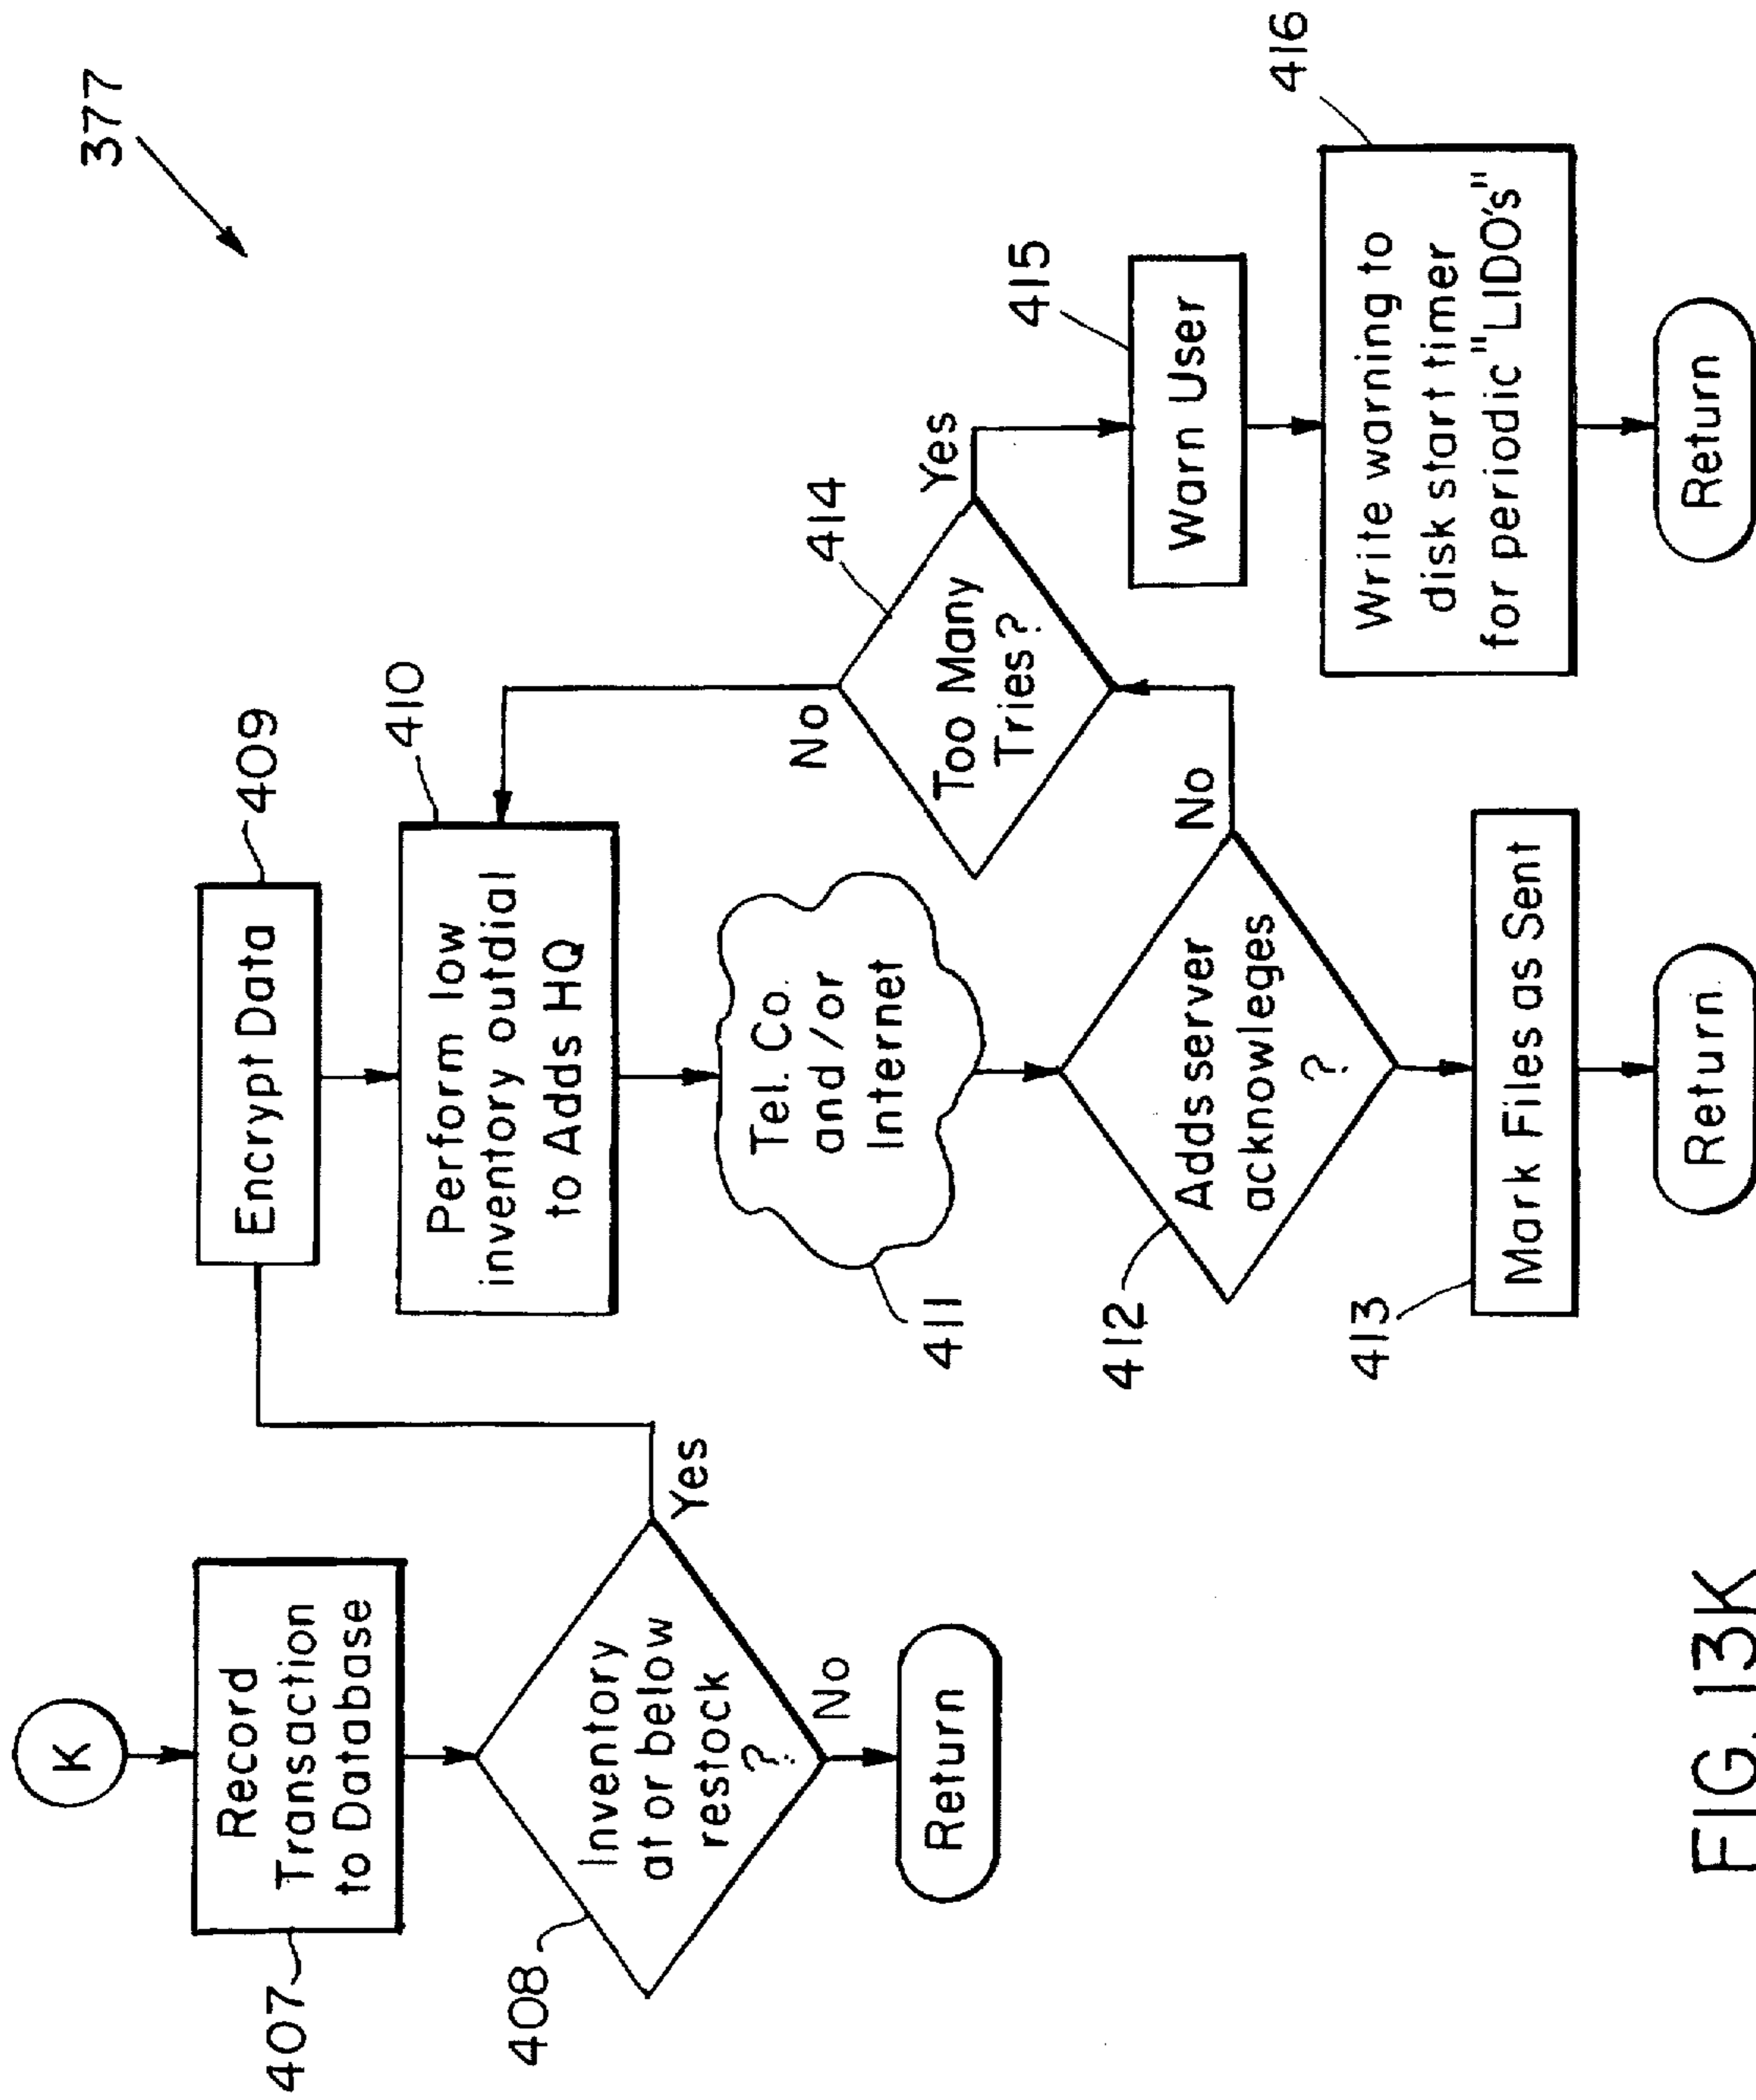 377
K
Record
Transaction
to Database
407
Inventory
at or below
restock
?
408
Yes
No
Return
Encrypt Data
409
Perform low
inventory outdial
to Adds HQ
410
Tel. Co.
and/or
Internet
411
Adds server
acknowleges
?
412
No
Mark Files as Sent
413
Return
Too Many
Tries?
414
No
Yes
Warn User
415
Write warning to
disk start timer
for periodic "LIDO's"
416
Return
FIG. 13K